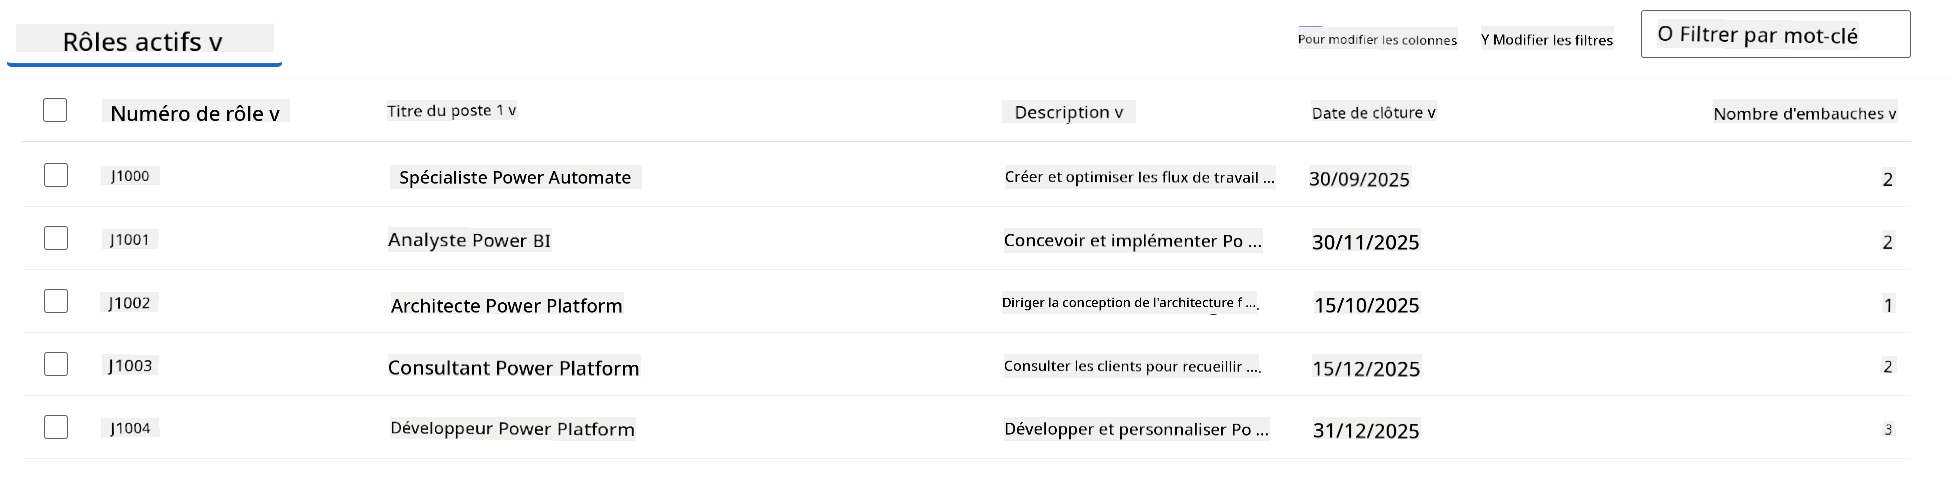 Rôles actifs v
Pour modifier les colonnes
Y Modifier les filtres
O Filtrer par mot-clé
Numéro de rôle v
Titre du poste 1 v
Description v
Date de clôture v
Nombre d'embauches v
J1000
Spécialiste Power Automate
Créer et optimiser les flux de travail ...
30/09/2025
2
J1001
Analyste Power BI
Concevoir et implémenter Po ...
30/11/2025
2
J1002
Architecte Power Platform
Diriger la conception de l'architecture f ...
15/10/2025
1
J1003
Consultant Power Platform
Consulter les clients pour recueillir ...
15/12/2025
2
J1004
Développeur Power Platform
Développer et personnaliser Po ...
31/12/2025
3